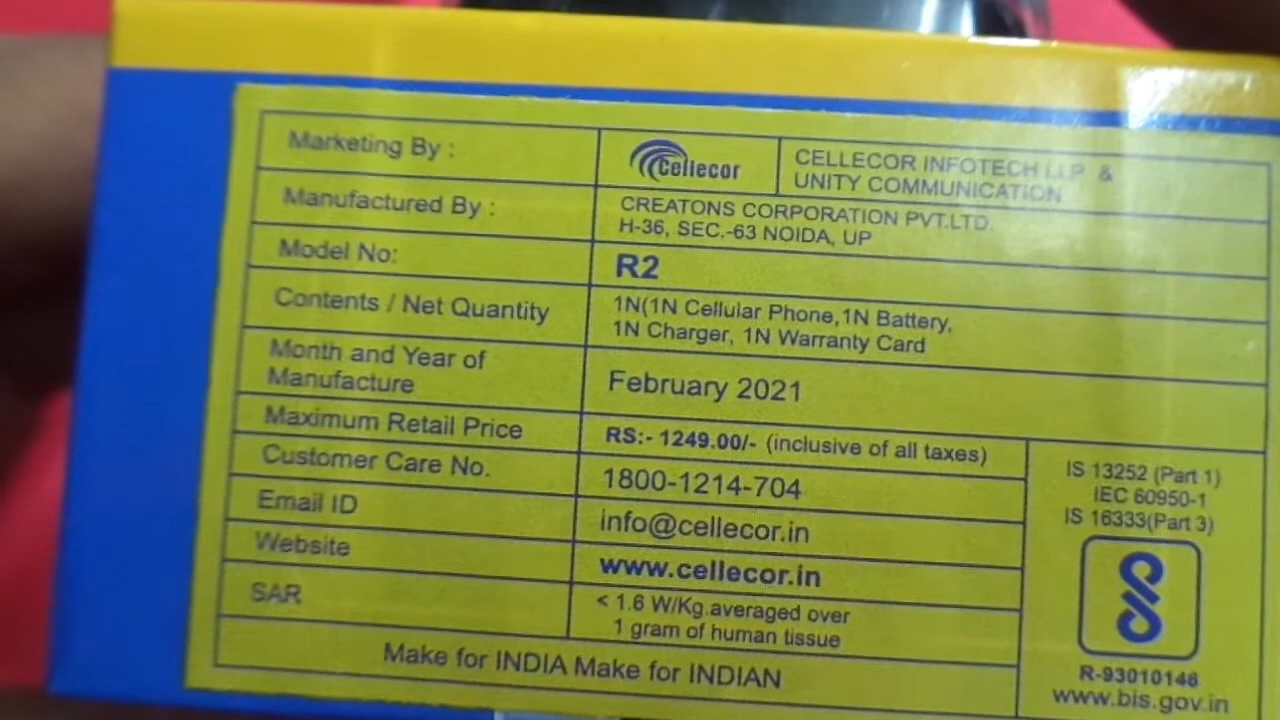 Marketing By :
Cellecor
CELLECOR INFOTECH LLP &
UNITY COMMUNICATION
Manufactured By :
CREATONS CORPORATION PVT.LTD.
H-36, SEC.-63 NOIDA, UP
Model No:
R2
Contents / Net Quantity
1N(1N Cellular Phone,1N Battery,
1N Charger, 1N Warranty Card
Month and Year of
Manufacture
February 2021
Maximum Retail Price
RS:- 1249.00/- (inclusive of all taxes)
Customer Care No.
1800-1214-704
Email ID
info@cellecor.in
Website
www.cellecor.in
SAR
< 1.6 W/Kg.averaged over
1 gram of human tissue
Make for INDIA Make for INDIAN
IS 13252 (Part 1)
IEC 60950-1
IS 16333(Part 3)
R-93010146
www.bis.gov.in